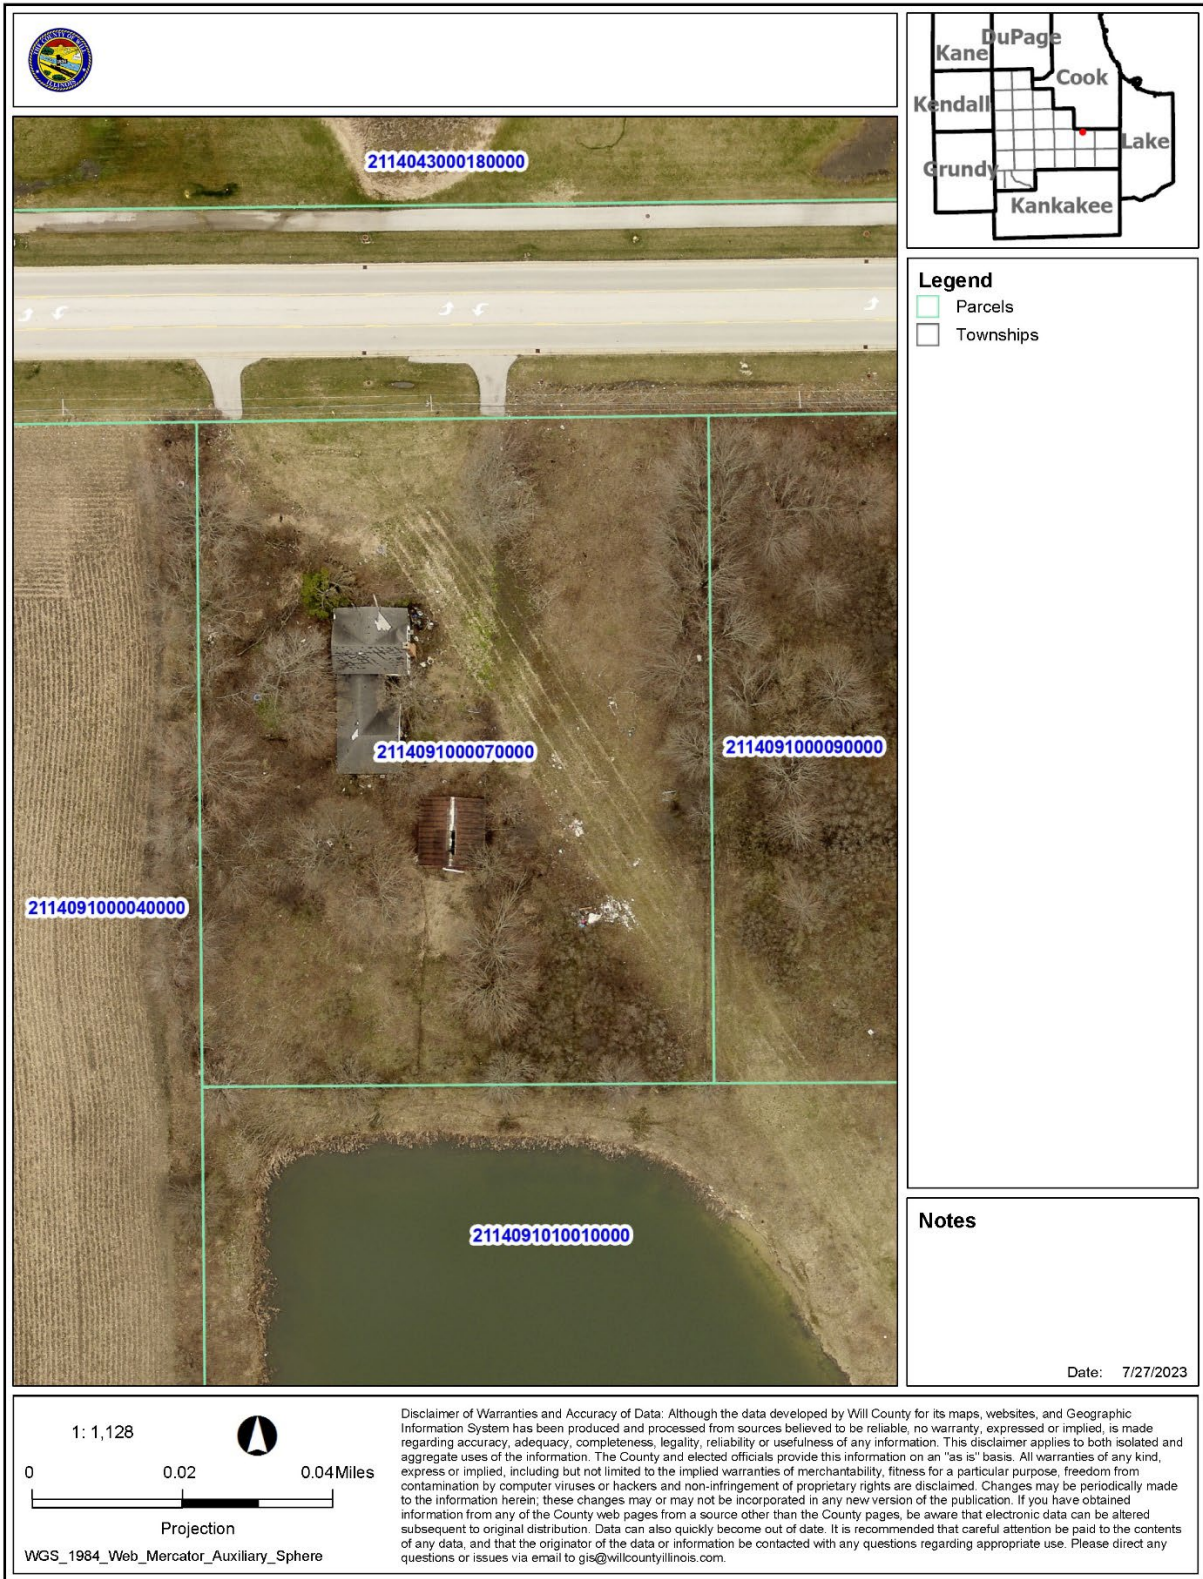 DuPage
Kane
Cook
Kendall
Lake
Grundy
Kankakee
2114043000180000
2114091000070000
2114091000090000
2114091000040000
2114091010010000
Legend
Parcels
Townships
Notes
Date: 7/27/2023
1: 1,128
0 0.02 0.04Miles
Projection
WGS_1984_Web_Mercator_Auxiliary_Sphere
Disclaimer of Warranties and Accuracy of Data: Although the data developed by Will County for its maps, websites, and Geographic
Information System has been produced and processed from sources believed to be reliable, no warranty, expressed or implied, is made
regarding accuracy, adequacy, completeness, legality, reliability or usefulness of any information. This disclaimer applies to both isolated and
aggregate uses of the information. The County and elected officials provide this information on an "as is" basis. All warranties of any kind,
express or implied, including but not limited to the implied warranties of merchantability, fitness for a particular purpose, freedom from
contamination by computer viruses or hackers and non-infringement of proprietary rights are disclaimed. Changes may be periodically made
to the information herein; these changes may or may not be incorporated in any new version of the publication. If you have obtained
information from any of the County web pages from a source other than the County pages, be aware that electronic data can be altered
subsequent to original distribution. Data can also quickly become out of date. It is recommended that careful attention be paid to the contents
of any data, and that the originator of the data or information be contacted with any questions regarding appropriate use. Please direct any
questions or issues via email to gis@willcountyillinois.com.